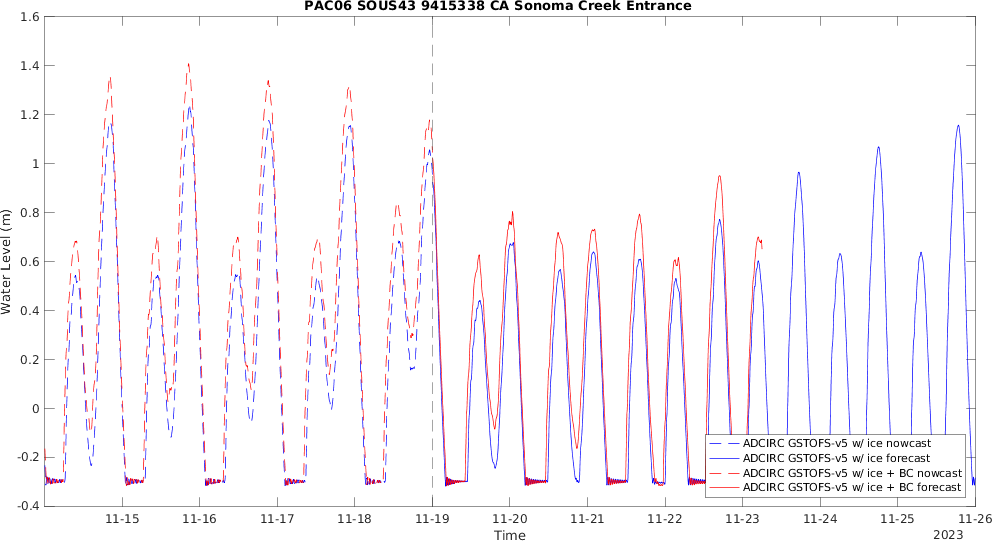 PAC06 SOUS43 9415338 CA Sonoma Creek Entrance
1.6
1.4
1.2
1
0.8
0.6
0.4
0.2
0
-0.2
-0.4
Water Level (m)
ADCIRC GSTOFS-v5 w/ ice nowcast
ADCIRC GSTOFS-v5 w/ ice forecast
ADCIRC GSTOFS-v5 w/ ice + BC nowcast
ADCIRC GSTOFS-v5 w/ ice + BC forecast
11-15 11-16 11-17 11-18 11-19 11-20 11-21 11-22 11-23 11-24 11-25 11-26
Time
2023